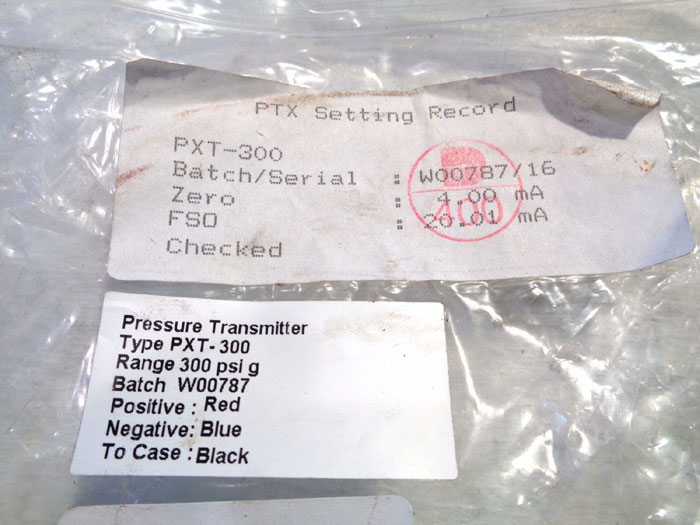 PTX Setting Record
PXT-300
Batch/Serial : W00787/16
Zero : 4.00 mA
FSO : 20.01 mA
Checked
400
Pressure Transmitter
Type PXT-300
Range 300 psi g
Batch W00787
Positive : Red
Negative: Blue
To Case : Black